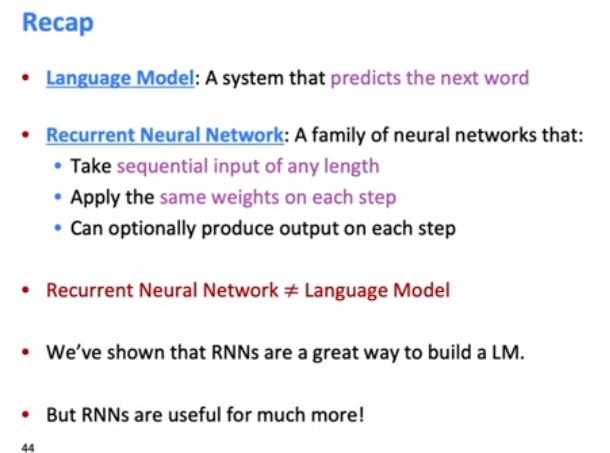 Recap
• Language Model: A system that predicts the next word
• Recurrent Neural Network: A family of neural networks that:
• Take sequential input of any length
• Apply the same weights on each step
• Can optionally produce output on each step
• Recurrent Neural Network ≠ Language Model
• We’ve shown that RNNs are a great way to build a LM.
• But RNNs are useful for much more!
44